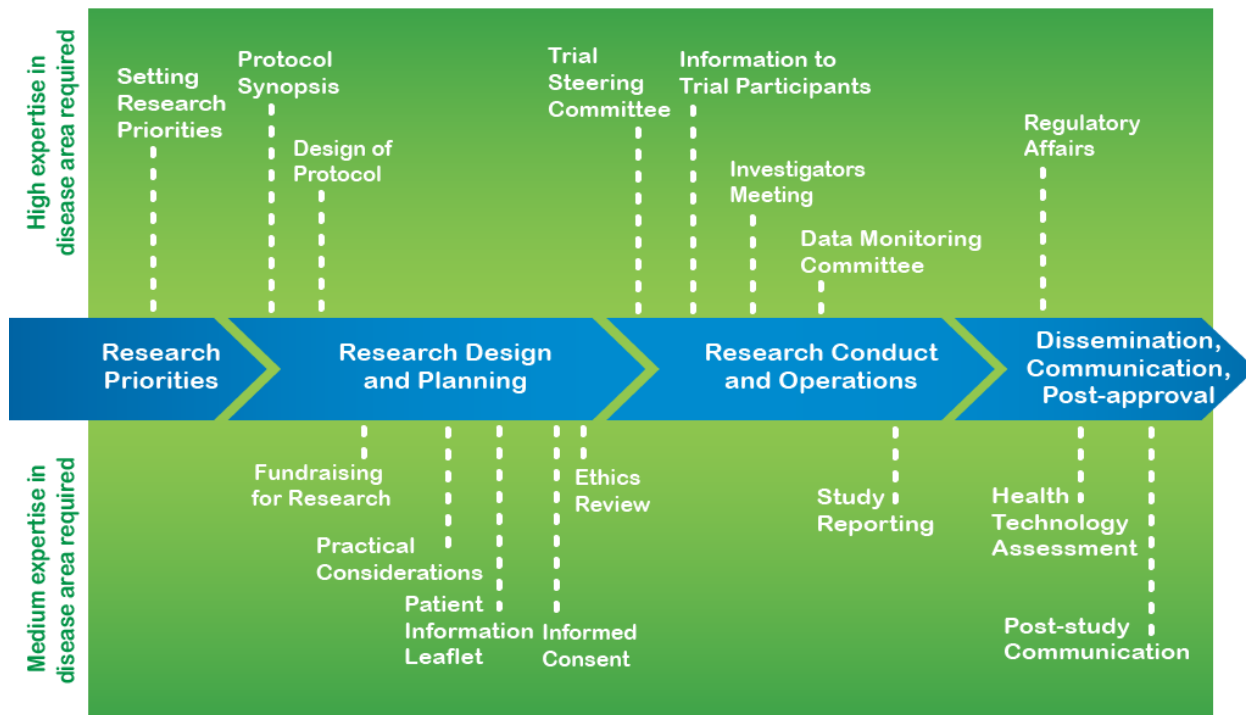 High expertise in
disease area required
Setting
Research
Priorities
Protocol
Synopsis
Design of
Protocol
Trial
Steering
Committee
Information to
Trial Participants
Investigators
Meeting
Data Monitoring
Committee
Regulatory
Affairs
Research
Priorities
Research Design
and Planning
Research Conduct
and Operations
Dissemination,
Communication,
Post-approval
Medium expertise in
disease area required
Fundraising
for Research
Practical
Considerations
Patient
Information
Leaflet
Informed
Consent
Ethics
Review
Study
Reporting
Health
Technology
Assessment
Post-study
Communication